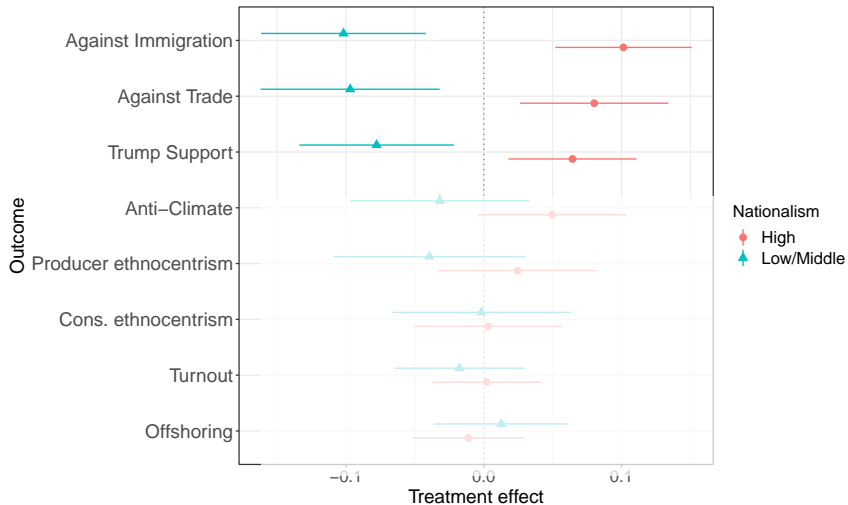 Against Immigration
Against Trade
Trump Support
Anti−Climate
Producer ethnocentrism
Cons. ethnocentrism
Turnout
Offshoring
Outcome
−0.1
0.0
0.1
Treatment effect
Nationalism
High
Low/Middle